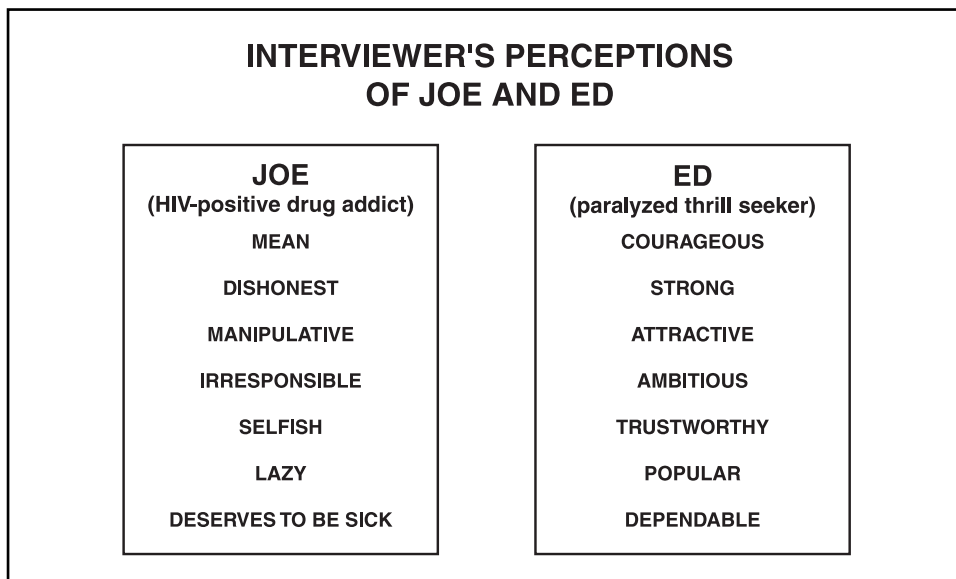 INTERVIEWER'S PERCEPTIONS
OF JOE AND ED
JOE
(HIV-positive drug addict)
MEAN
DISHONEST
MANIPULATIVE
IRRESPONSIBLE
SELFISH
LAZY
DESERVES TO BE SICK
ED
(paralyzed thrill seeker)
COURAGEOUS
STRONG
ATTRACTIVE
AMBITIOUS
TRUSTWORTHY
POPULAR
DEPENDABLE